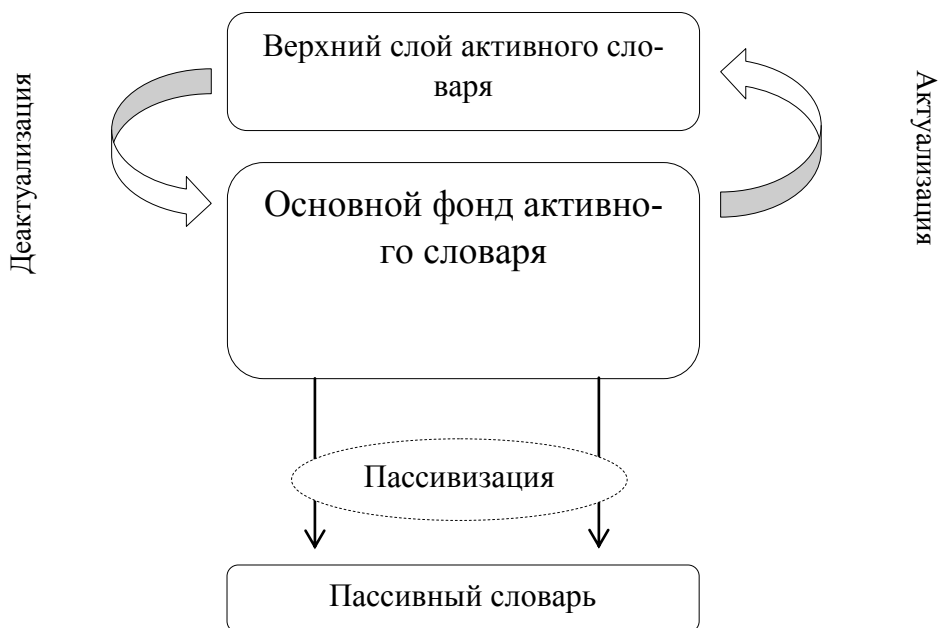 Верхний слой активного сло-
варя
Деактуализация
Актуализация
Основной фонд активно-
го словаря
Пассивизация
Пассивный словарь